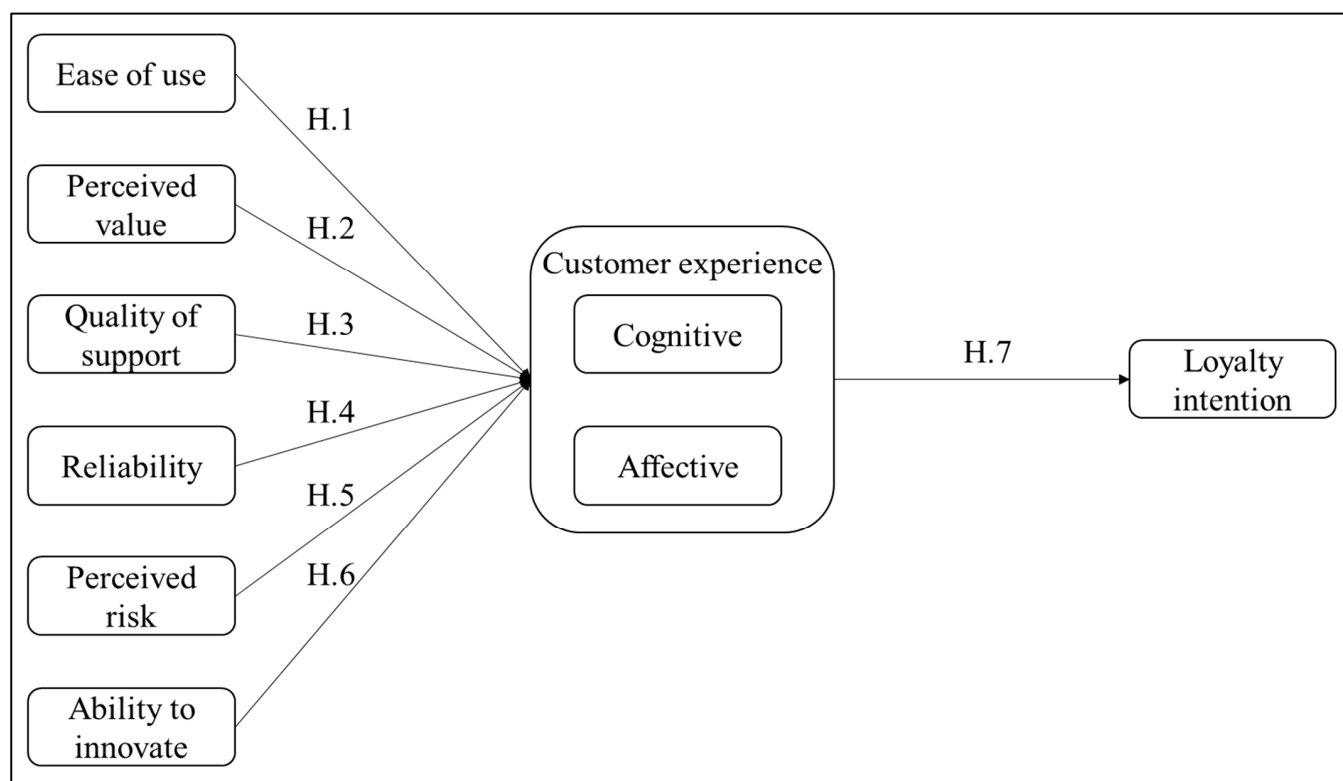 Ease of use
H.1
Perceived
value
H.2
Quality of
support
H.3
Reliability
H.4
Perceived
risk
H.5
Ability to
innovate
H.6
Customer experience
Cognitive
Affective
H.7
Loyalty
intention